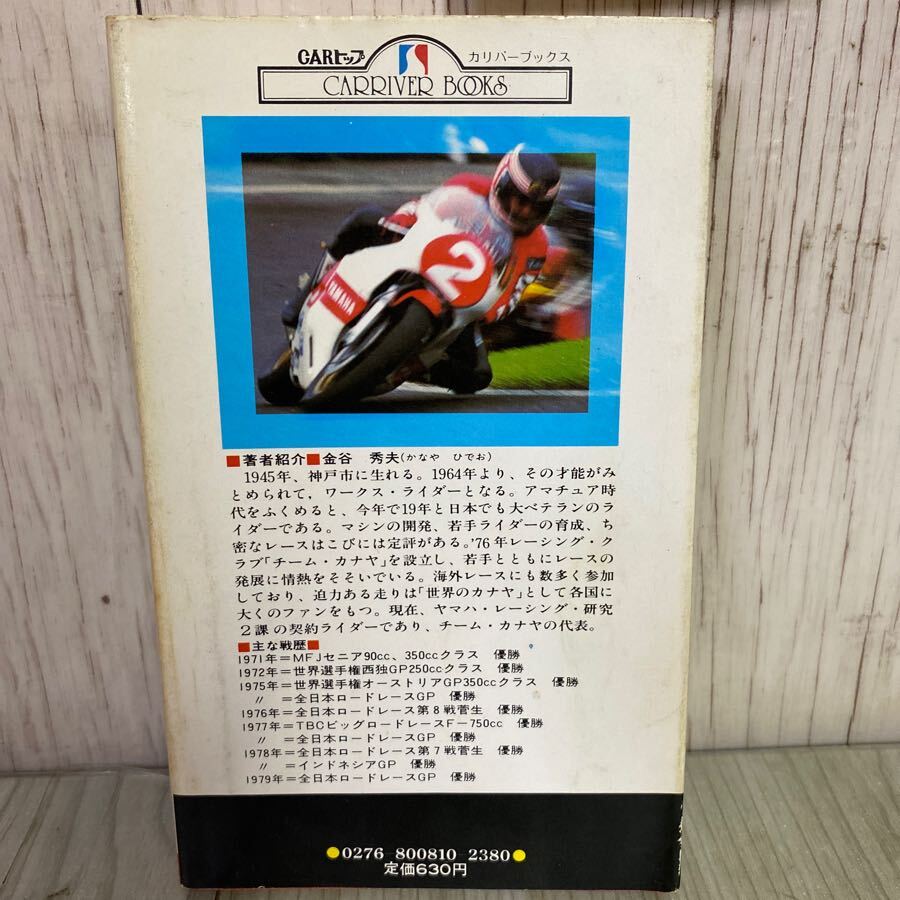 CARトップ カリバーブックス
CARRIVER BOOKS
2
YAMAHA
1
■著者紹介■金谷 秀夫(かなや ひでお)
1945年、神戸市に生れる。1964年より、その才能がみ
とめられて，ワークス・ライダーとなる。アマチュア時
代をふくめると、今年で19年と日本でも大ベテランのラ
イダーである。マシンの開発、若手ライダーの育成、ち
密なレースはこびには定評がある。'76年レーシング・ク
ラブ「チーム・カナヤ」を設立し、若手とともにレースの
発展に情熱をそそいでいる。海外レースにも数多く参加
しており、迫力ある走りは「世界のカナヤ」として各国に
大くのファンをもつ。現在、ヤマハ・レーシング・研究
2課の契約ライダーであり、チーム・カナヤの代表。
■主な戦歴■
1971年＝MFJセニア90cc、350ccクラス 優勝
1972年＝世界選手権西独GP250ccクラス 優勝
1975年＝世界選手権オーストリアGP350ccクラス 優勝
〃 ＝全日本ロードレースGP 優勝
1976年＝全日本ロードレース第8戦菅生 優勝
1977年＝TBCビッグロードレースF－750cc 優勝
〃 ＝全日本ロードレースGP 優勝
1978年＝全日本ロードレース第7戦菅生 優勝
〃 ＝インドネシアGP 優勝
1979年＝全日本ロードレースGP 優勝
●0276-800810-2380●
定価630円